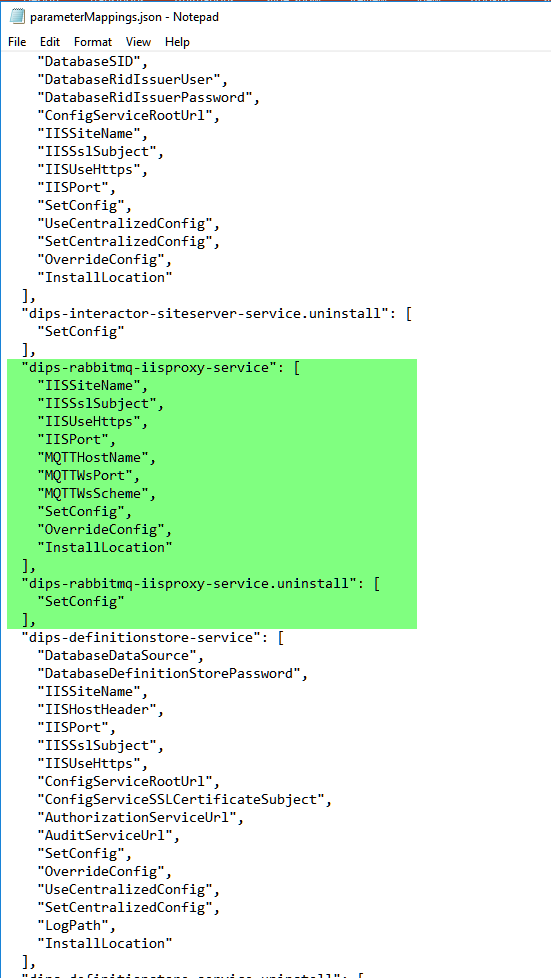 parameterMappings.json - Notepad
File Edit Format View Help
"DatabaseSID",
"DatabaseRidIssuerUser",
"DatabaseRidIssuerPassword",
"ConfigServiceRootUrl",
"IISSiteName",
"IISSslSubject",
"IISUseHttps",
"IISPort",
"SetConfig",
"UseCentralizedConfig",
"SetCentralizedConfig",
"OverrideConfig",
"InstallLocation"
],
"dips-interactor-siteserver-service.uninstall": [
"SetConfig"
],
"dips-rabbitmq-iisproxy-service": [
"IISSiteName",
"IISSslSubject",
"IISUseHttps",
"IISPort",
"MQTTHostName",
"MQTTWsPort",
"MQTTWsScheme",
"SetConfig",
"OverrideConfig",
"InstallLocation"
],
"dips-rabbitmq-iisproxy-service.uninstall": [
"SetConfig"
],
"dips-definitionstore-service": [
"DatabaseDataSource",
"DatabaseDefinitionStorePassword",
"IISSiteName",
"IISHostHeader",
"IISPort",
"IISSslSubject",
"IISUseHttps",
"ConfigServiceRootUrl",
"ConfigServiceSSLCertificateSubject",
"AuthorizationServiceUrl",
"AuditServiceUrl",
"SetConfig",
"OverrideConfig",
"UseCentralizedConfig",
"SetCentralizedConfig",
"LogPath",
"InstallLocation"
],